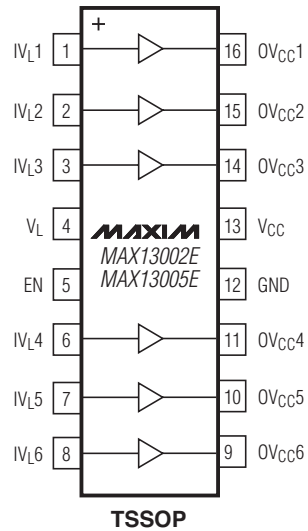 +
IVL1 1 16 OVCC1
IVL2 2 15 OVCC2
IVL3 3 14 OVCC3
VL 4 MAXIM 13 VCC
MAX13002E
EN 5 MAX13005E 12 GND
IVL4 6 11 OVCC4
IVL5 7 10 OVCC5
IVL6 8 9 OVCC6
TSSOP